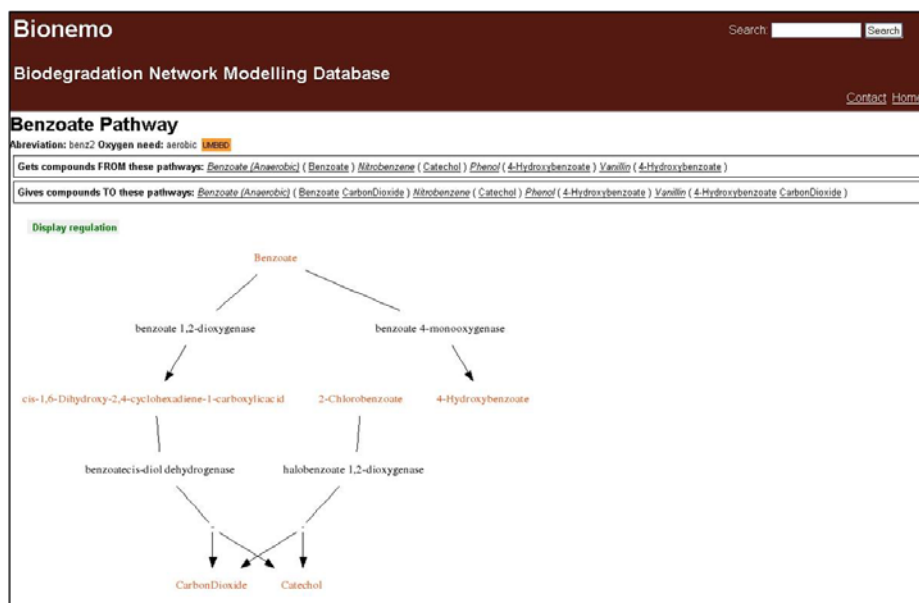 Bionemo
Search: Search
Biodegradation Network Modelling Database
Contact Home
Benzoate Pathway
Abreviation: benz2 Oxygen need: aerobic UMBBD
Gets compounds FROM these pathways: Benzoate (Anaerobic) ( Benzoate ) Nitrobenzene ( Catechol ) Phenol ( 4-Hydroxybenzoate ) Vanillin ( 4-Hydroxybenzoate )
Gives compounds TO these pathways: Benzoate (Anaerobic) ( Benzoate CarbonDioxide ) Nitrobenzene ( Catechol ) Phenol ( 4-Hydroxybenzoate ) Vanillin ( 4-Hydroxybenzoate CarbonDioxide )
Display regulation
Benzoate
benzoate 1,2-dioxygenase benzoate 4-monooxygenase
cis-1,6-Dihydroxy-2,4-cyclohexadiene-1-carboxylicacid 2-Chlorobenzoate 4-Hydroxybenzoate
benzoatecis-diol dehydrogenase halobenzoate 1,2-dioxygenase
CarbonDioxide Catechol